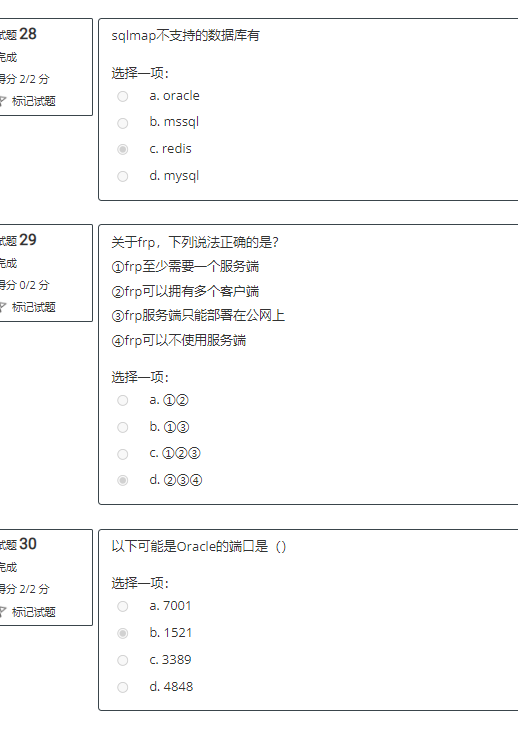 试题 28
完成
得分 2/2 分
标记试题
sqlmap不支持的数据库有
选择一项：
a. oracle
b. mssql
c. redis
d. mysql
试题 29
完成
得分 0/2 分
标记试题
关于frp，下列说法正确的是？
①frp至少需要一个服务端
②frp可以拥有多个客户端
③frp服务端只能部署在公网上
④frp可以不使用服务端
选择一项：
a. ①②
b. ①③
c. ①②③
d. ②③④
试题 30
完成
得分 2/2 分
标记试题
以下可能是Oracle的端口是（）
选择一项：
a. 7001
b. 1521
c. 3389
d. 4848